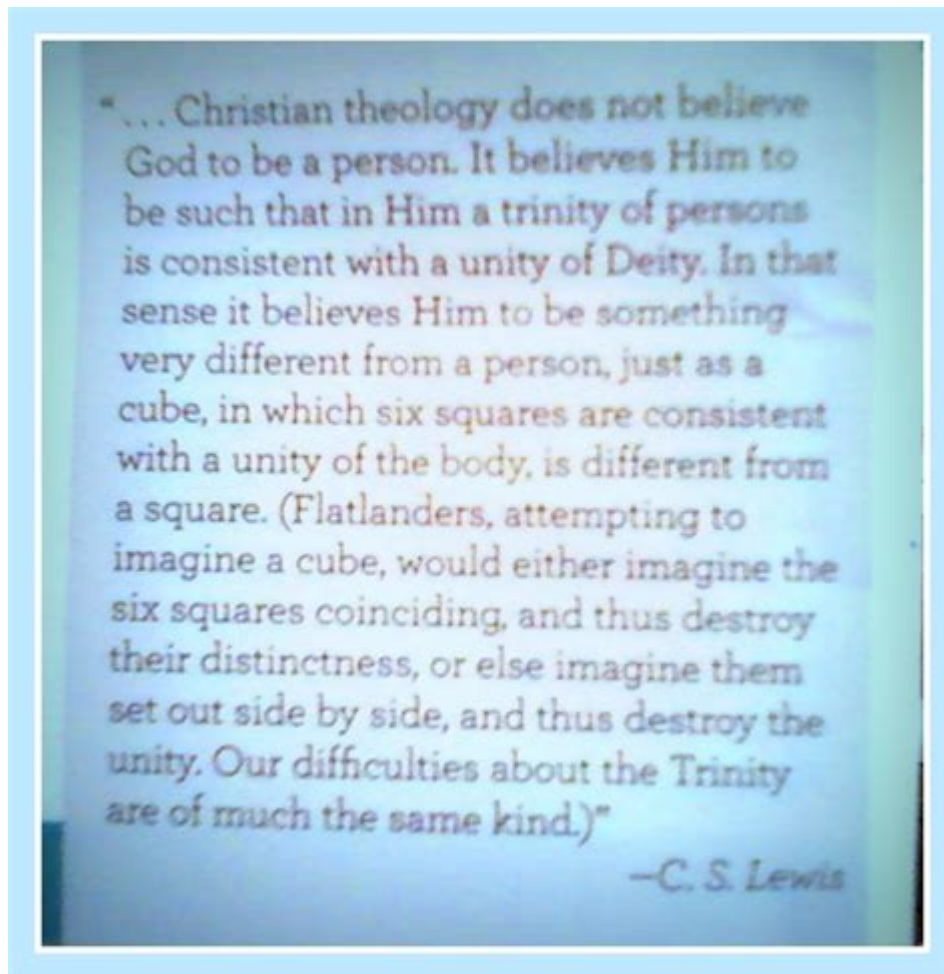 “... Christian theology does not believe
God to be a person. It believes Him to
be such that in Him a trinity of persons
is consistent with a unity of Deity. In that
sense it believes Him to be something
very different from a person, just as a
cube, in which six squares are consistent
with a unity of the body, is different from
a square. (Flatlanders, attempting to
imagine a cube, would either imagine the
six squares coinciding, and thus destroy
their distinctness, or else imagine them
set out side by side, and thus destroy the
unity. Our difficulties about the Trinity
are of much the same kind.)”
—C. S. Lewis